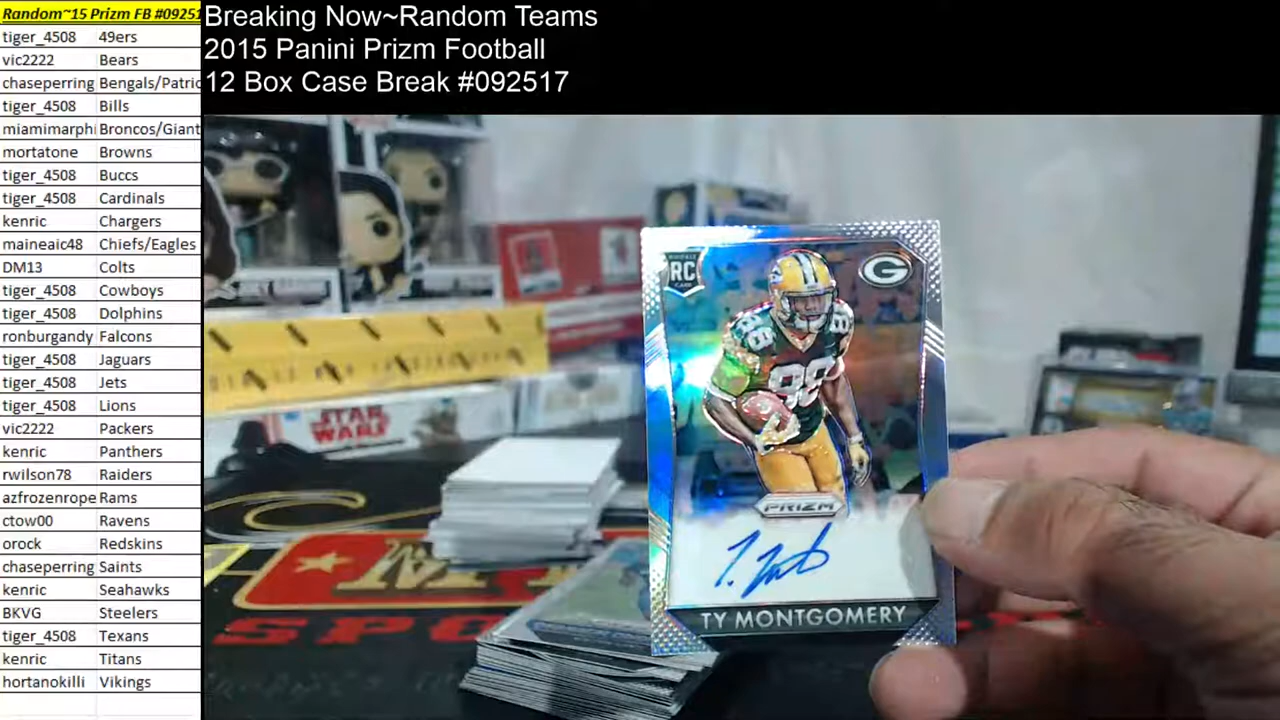 Random~15 Prizm FB #09251
tiger_4508 49ers
vic2222 Bears
chaseperring Bengals/Patric
tiger_4508 Bills
miamimarphi Broncos/Giant
mortatone Browns
tiger_4508 Buccs
tiger_4508 Cardinals
kenric Chargers
maineaic48 Chiefs/Eagles
DM13 Colts
tiger_4508 Cowboys
tiger_4508 Dolphins
ronburgandy Falcons
tiger_4508 Jaguars
tiger_4508 Jets
tiger_4508 Lions
vic2222 Packers
kenric Panthers
rwilson78 Raiders
azfrozenrope Rams
ctow00 Ravens
orock Redskins
chaseperring Saints
kenric Seahawks
BKVG Steelers
tiger_4508 Texans
kenric Titans
hortanokilli Vikings
Breaking Now~Random Teams
2015 Panini Prizm Football
12 Box Case Break #092517
STAR
WARS
RC
G
88
PRIZM
TY MONTGOMERY